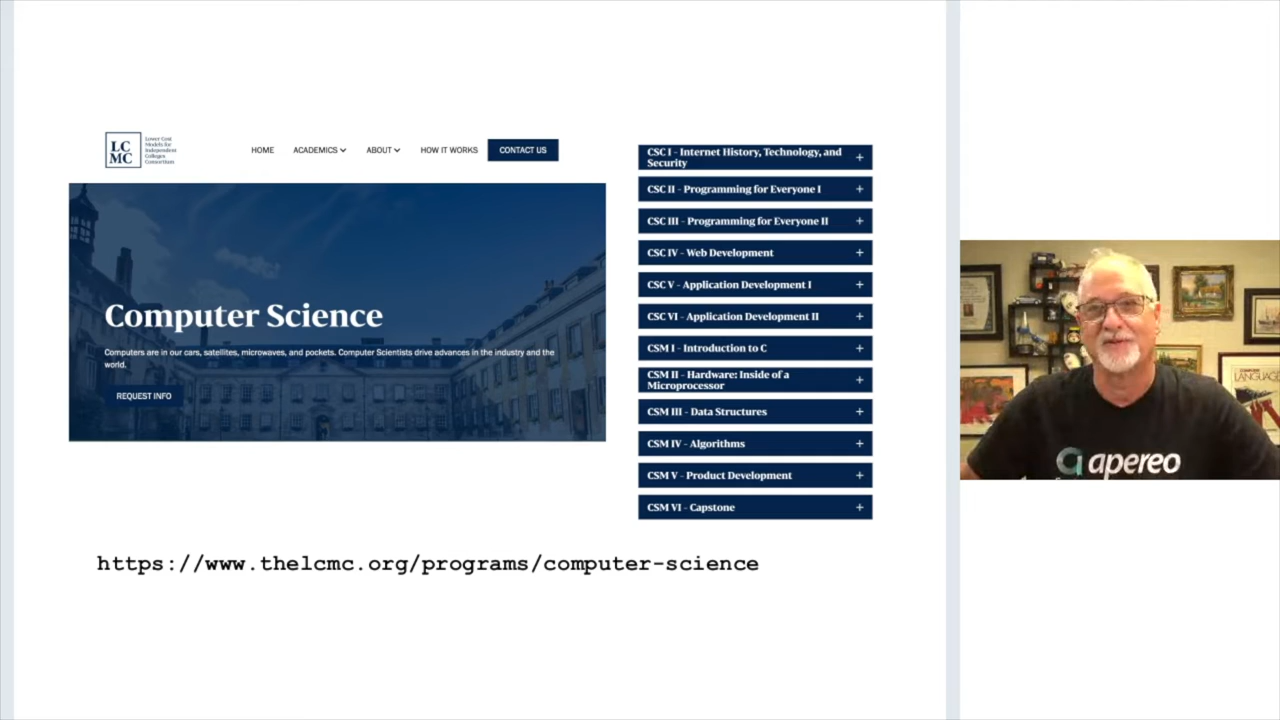 LC
MC
Lower Cost
Models for
Independent
Colleges
Consortium
HOME
ACADEMICS
ABOUT
HOW IT WORKS
CONTACT US
Computer Science
Computers are in our cars, satellites, microwaves, and pockets. Computer Scientists drive advances in the industry and the
world.
REQUEST INFO
CSC I - Internet History, Technology, and
Security
CSC II - Programming for Everyone I
CSC III - Programming for Everyone II
CSC IV - Web Development
CSC V - Application Development I
CSC VI - Application Development II
CSM I - Introduction to C
CSM II - Hardware: Inside of a
Microprocessor
CSM III - Data Structures
CSM IV - Algorithms
CSM V - Product Development
CSM VI - Capstone
https://www.thelcmc.org/programs/computer-science
LANGUAGE
apereo